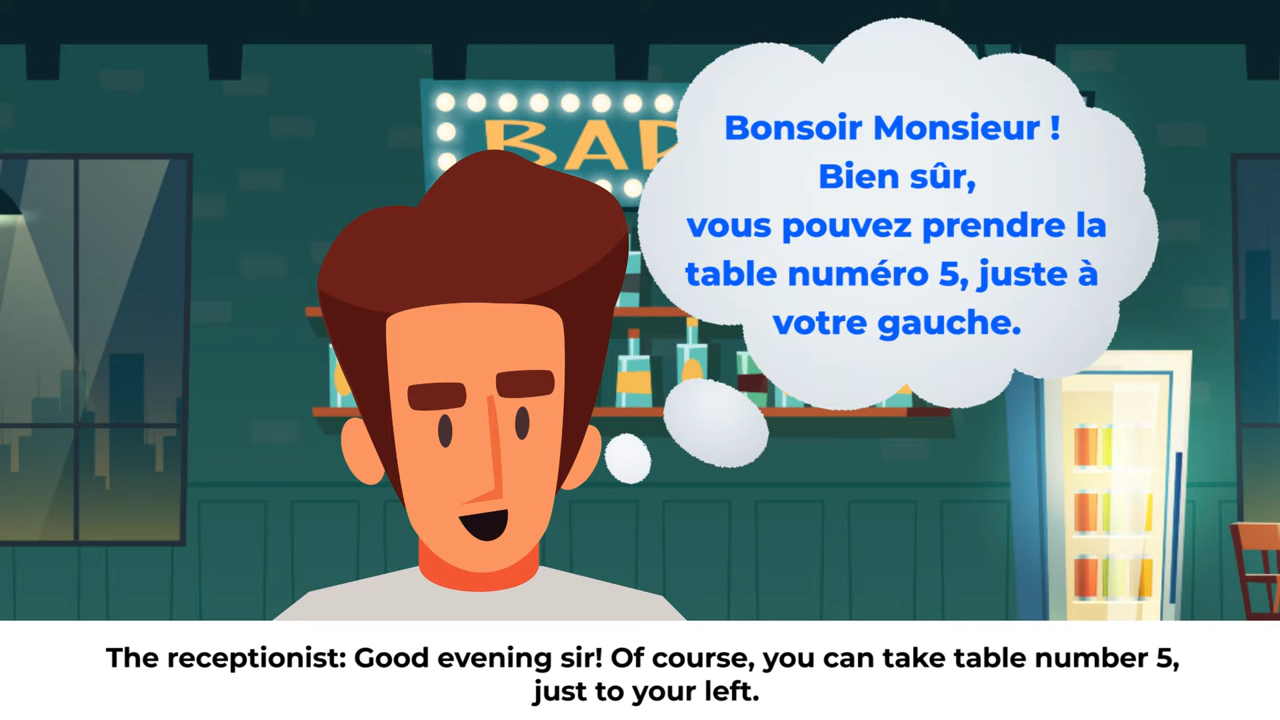 BAR
Bonsoir Monsieur !
Bien sûr,
vous pouvez prendre la
table numéro 5, juste à
votre gauche.
The receptionist: Good evening sir! Of course, you can take table number 5,
just to your left.